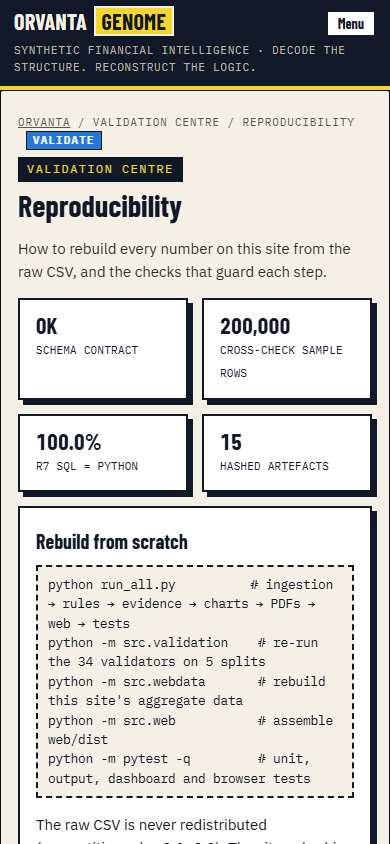 ORVANTA GENOME
Menu
SYNTHETIC FINANCIAL INTELLIGENCE · DECODE THE
STRUCTURE. RECONSTRUCT THE LOGIC.
ORVANTA / VALIDATION CENTRE / REPRODUCIBILITY
VALIDATE
VALIDATION CENTRE
Reproducibility
How to rebuild every number on this site from the
raw CSV, and the checks that guard each step.
OK
SCHEMA CONTRACT
200,000
CROSS-CHECK SAMPLE
ROWS
100.0%
R7 SQL = PYTHON
15
HASHED ARTEFACTS
Rebuild from scratch
python run_all.py # ingestion
→ rules → evidence → charts → PDFs →
web → tests
python -m src.validation # re-run
the 34 validators on 5 splits
python -m src.webdata # rebuild
this site's aggregate data
python -m src.web # assemble
web/dist
python -m pytest -q # unit,
output, dashboard and browser tests
The raw CSV is never redistributed